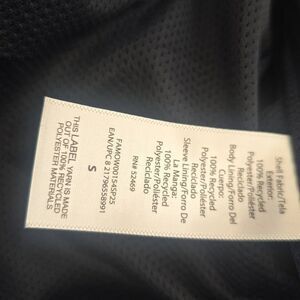 Shell Fabric/Tela
Exterior:
100% Recycled
Polyester/Poliéster
Reciclado
Body Lining/Forro Del
Cuerpo:
100% Recycled
Polyester/Poliéster
Reciclado
Sleeve Lining/Forro De
La Manga:
100% Recycled
Polyester/Poliéster
Reciclado
RN# 52469
FAMOW00154SP25
EAN/UPC 8 21796558991
S
THIS LABEL YARN IS MADE
OUT OF 100% RECYCLED
POLYESTER MATERIALS